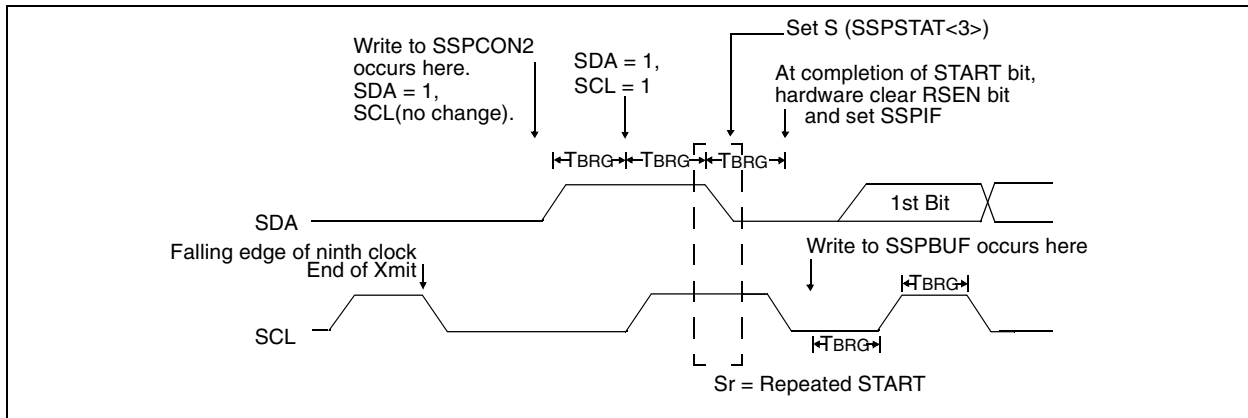 Set S (SSPSTAT<3>)
Write to SSPCON2
occurs here.
SDA = 1,
SCL(no change).
SDA = 1,
SCL = 1
At completion of START bit,
hardware clear RSEN bit
and set SSPIF
TBRG
TBRG
TBRG
SDA
1st Bit
Falling edge of ninth clock
End of Xmit
Write to SSPBUF occurs here
TBRG
SCL
TBRG
Sr = Repeated START